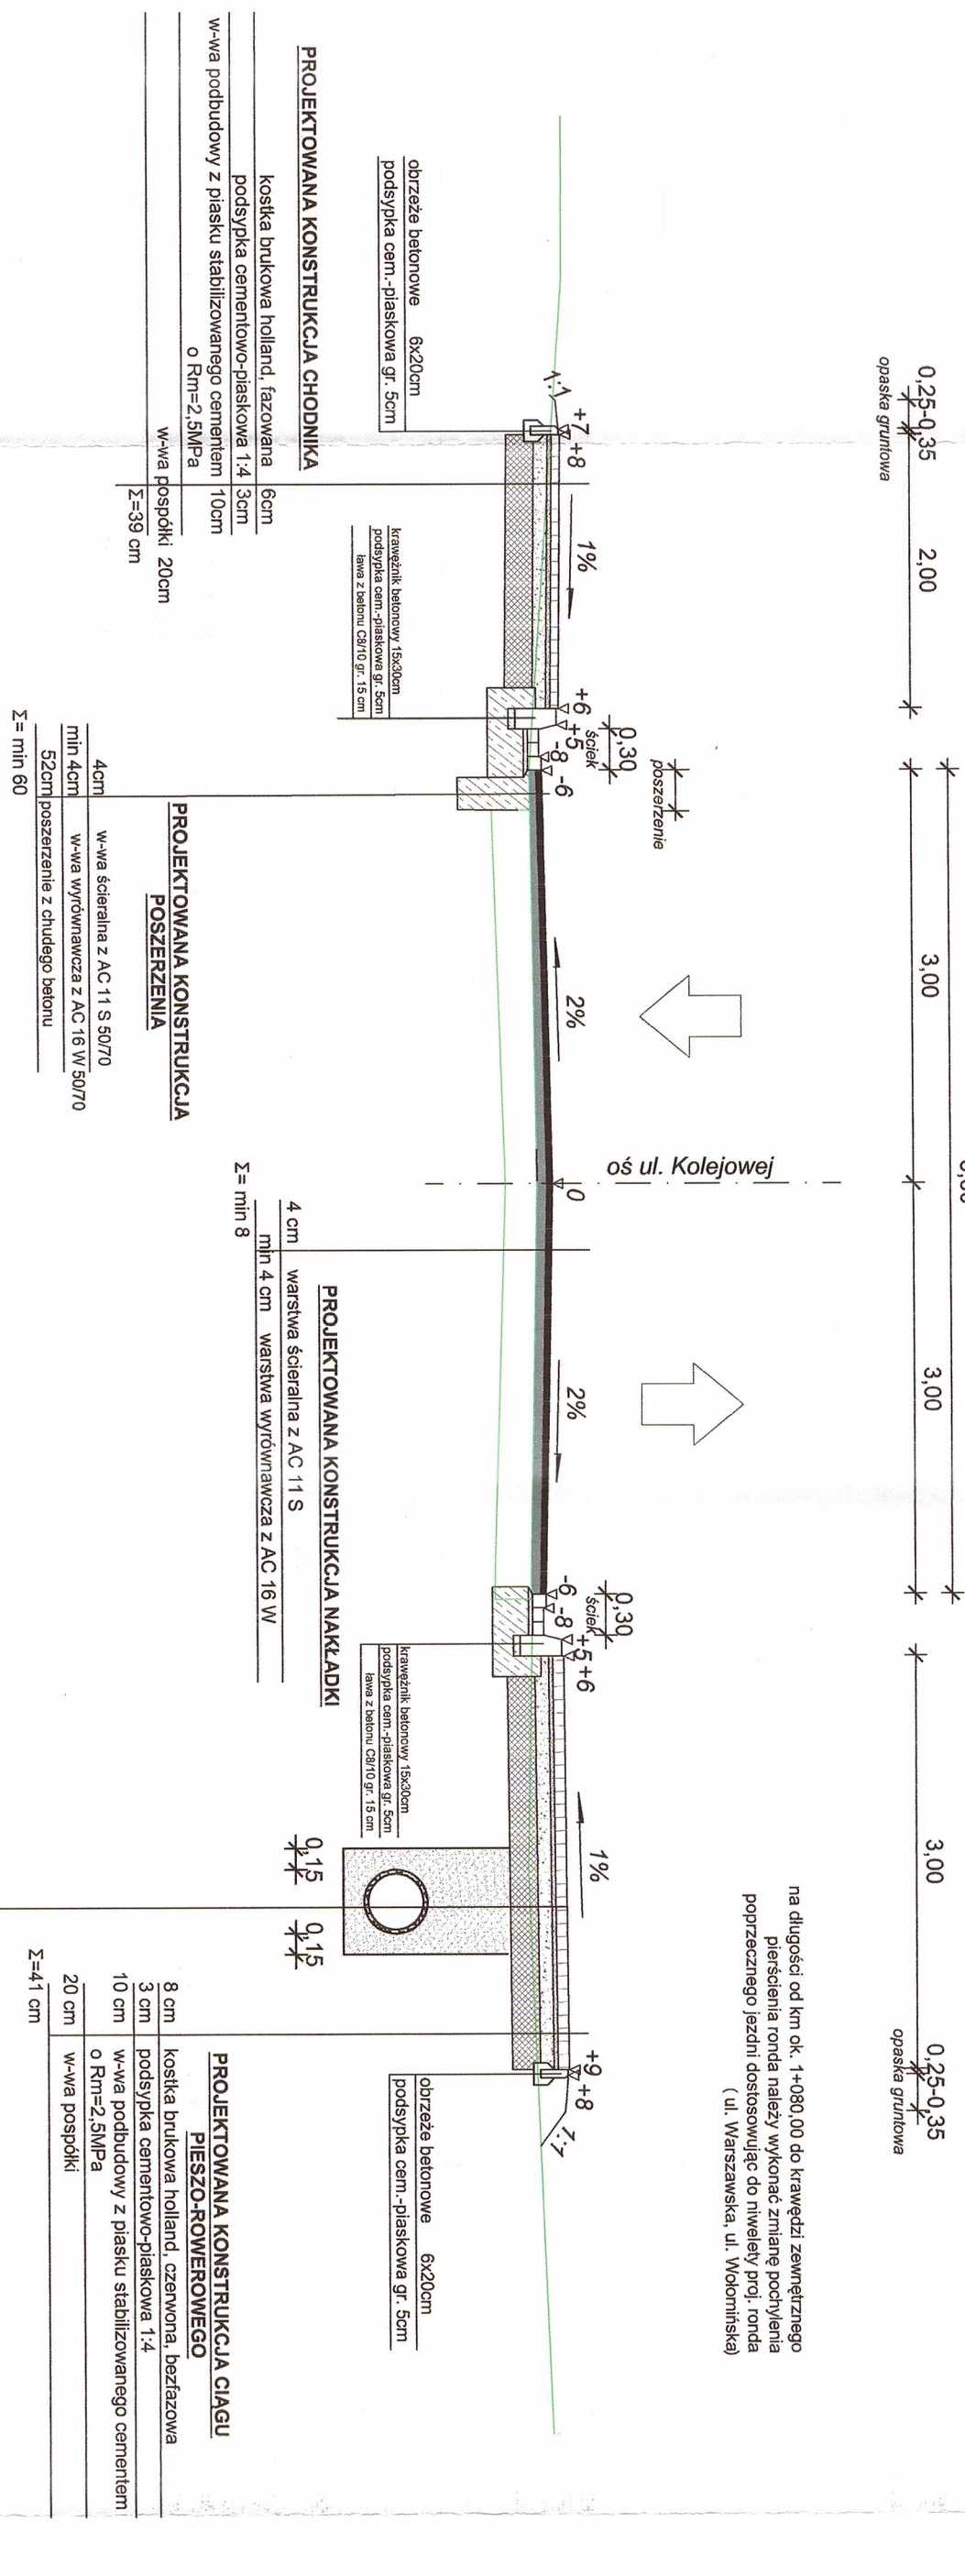 0,25-0,35
opaska gruntowa
2,00
3,00
3,00
3,00
0,25-0,35
opaska gruntowa
na długości od km ok. 1+080,00 do krawędzi zewnętrznego
pierścienia ronda należy wykonać zmianę pochylenia
poprzecznego jezdni dostosowując do niwelety proj. ronda
( ul. Warszawska, ul. Wołomińska)
poszerzenie
0,30
ściek
oś ul. Kolejowej
0,30
ściek
1:1
+7
+8
1%
+6
+5
-8
-6
2%
0
2%
-6
-8
+5
+6
1%
+9
+8
1:1
obrzeże betonowe 6x20cm
podsypka cem.-piaskowa gr. 5cm
krawężnik betonowy 15x30cm
podsypka cem.-piaskowa gr. 5cm
ława z betonu C8/10 gr. 15 cm
krawężnik betonowy 15x30cm
podsypka cem.-piaskowa gr. 5cm
ława z betonu C8/10 gr. 15 cm
obrzeże betonowe 6x20cm
podsypka cem.-piaskowa gr. 5cm
0,15
0,15
PROJEKTOWANA KONSTRUKCJA CHODNIKA
kostka brukowa holland, fazowana 6cm
podsypka cementowo-piaskowa 1:4 3cm
w-wa podbudowy z piasku stabilizowanego cementem 10cm
o Rm=2,5MPa
w-wa pospółki 20cm
Σ=39 cm
PROJEKTOWANA KONSTRUKCJA
POSZERZENIA
4cm w-wa ścieralna z AC 11 S 50/70
min 4cm w-wa wyrównawcza z AC 16 W 50/70
52cm poszerzenie z chudego betonu
Σ= min 60
PROJEKTOWANA KONSTRUKCJA NAKŁADKI
4 cm warstwa ścieralna z AC 11 S
min 4 cm warstwa wyrównawcza z AC 16 W
Σ= min 8
PROJEKTOWANA KONSTRUKCJA CIĄGU
PIESZO-ROWEROWEGO
8 cm kostka brukowa holland, czerwona, bezfazowa
3 cm podsypka cementowo-piaskowa 1:4
10 cm w-wa podbudowy z piasku stabilizowanego cementem
o Rm=2,5MPa
20 cm w-wa pospółki
Σ=41 cm